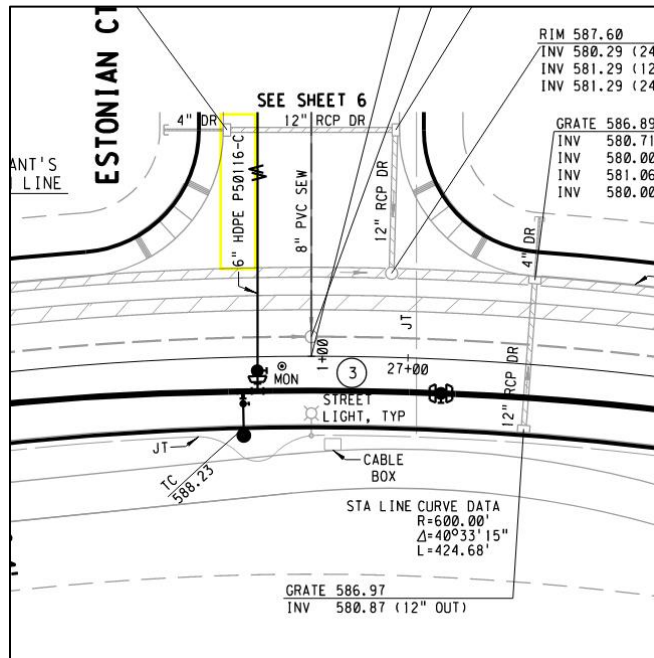 ESTONIAN CT
RIM 587.60
INV 580.29 (24
INV 581.29 (12
INV 581.29 (24
SEE SHEET 6
4" DR
12" RCP DR
GRATE 586.89
INV 580.71
INV 580.00
INV 581.06
INV 580.00
ANT'S
LINE
6" HDPE P50116-C
8" PVC SEW
12" RCP DR
4" DR
JT
1+00
27+00
3
MON
STREET
LIGHT, TYP
12" RCP DR
JT
CABLE
BOX
TC
588.23
STA LINE CURVE DATA
R=600.00'
Δ=40°33'15"
L=424.68'
GRATE 586.97
INV 580.87 (12" OUT)